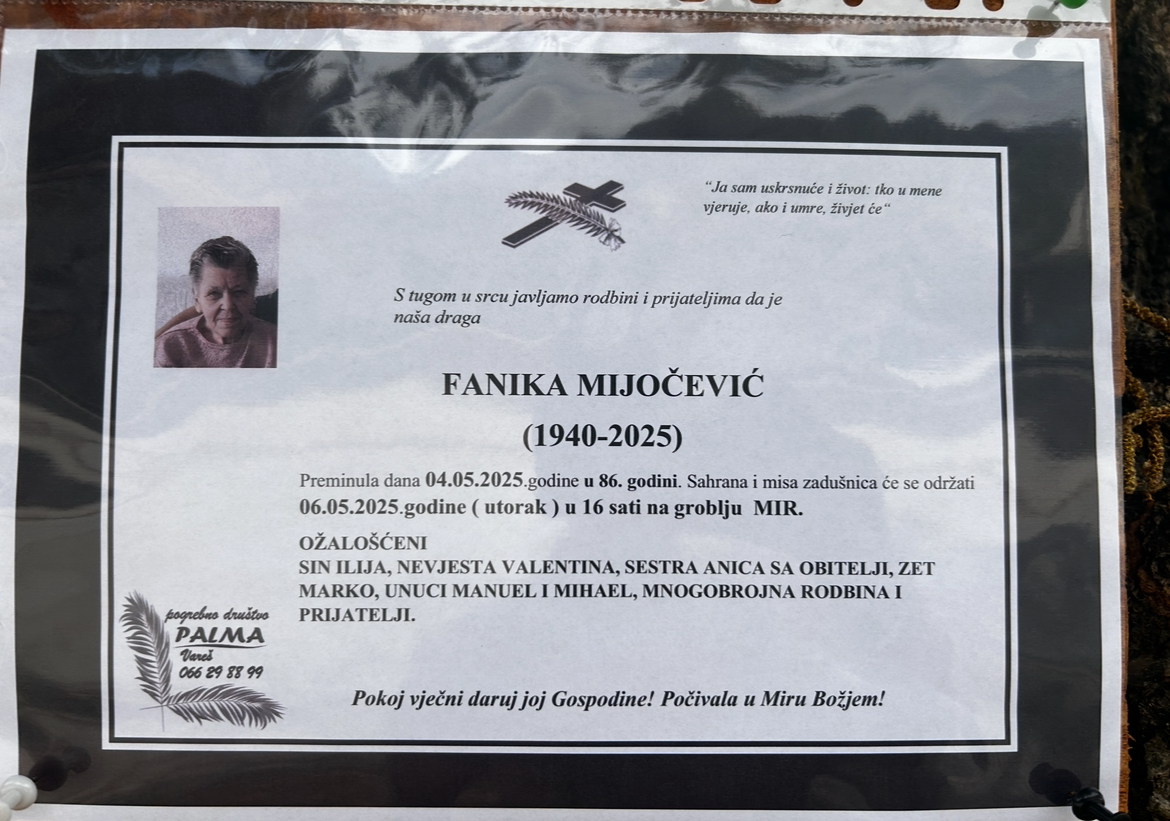 “Ja sam uskrsnuće i život: tko u mene
vjeruje, ako i umre, živjet će“
S tugom u srcu javljamo rodbini i prijateljima da je
naša draga
FANIKA MIJOČEVIĆ
(1940-2025)
Preminula dana 04.05.2025.godine u 86. godini. Sahrana i misa zadušnica će se održati
06.05.2025.godine ( utorak ) u 16 sati na groblju MIR.
OŽALOŠĆENI
SIN ILIJA, NEVJESTA VALENTINA, SESTRA ANICA SA OBITELJI, ZET
MARKO, UNUCI MANUEL I MIHAEL, MNOGOBROJNA RODBINA I
PRIJATELJI.
pogrebno društvo
PALMA
Vareš
066 29 88 99
Pokoj vječni daruj joj Gospodine! Počivala u Miru Božjem!